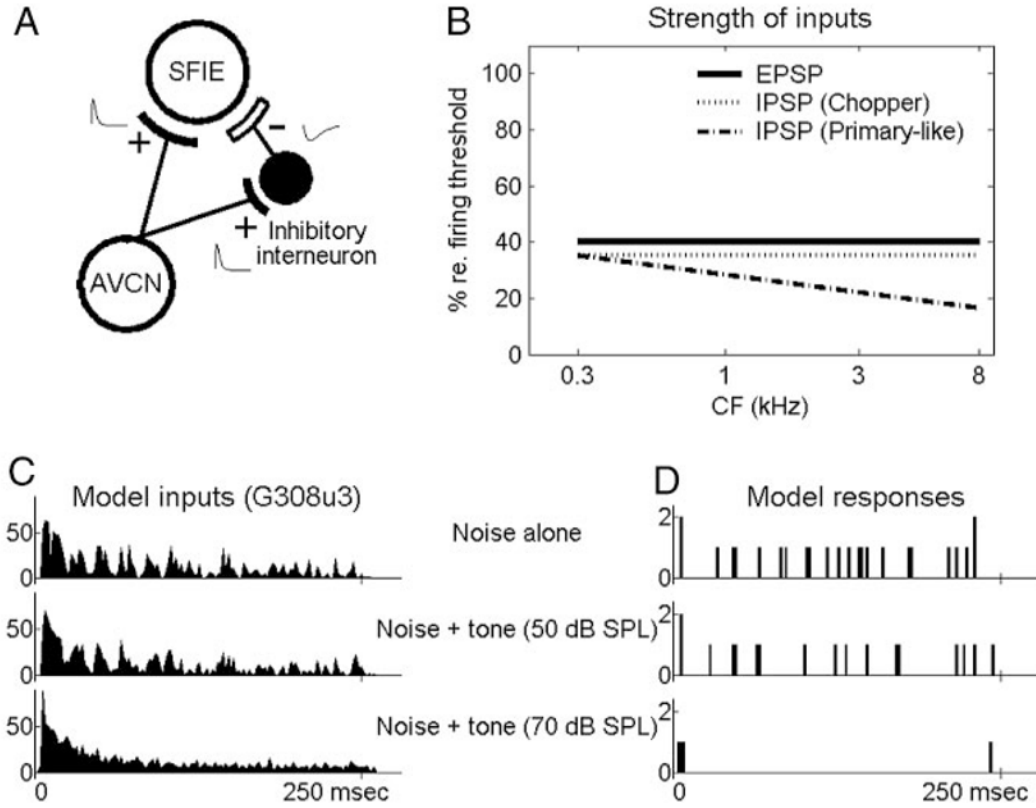 A
SFIE
+
−
+
Inhibitory
interneuron
AVCN
B
Strength of inputs
% re. firing threshold
100
80
60
40
20
0
EPSP
IPSP (Chopper)
IPSP (Primary-like)
0.3 1 3 8
CF (kHz)
C
Model inputs (G308u3)
50
0
50
0
50
0
0 250 msec
Noise alone
Noise + tone (50 dB SPL)
Noise + tone (70 dB SPL)
D
Model responses
2
0
2
0
2
0
0 250 msec